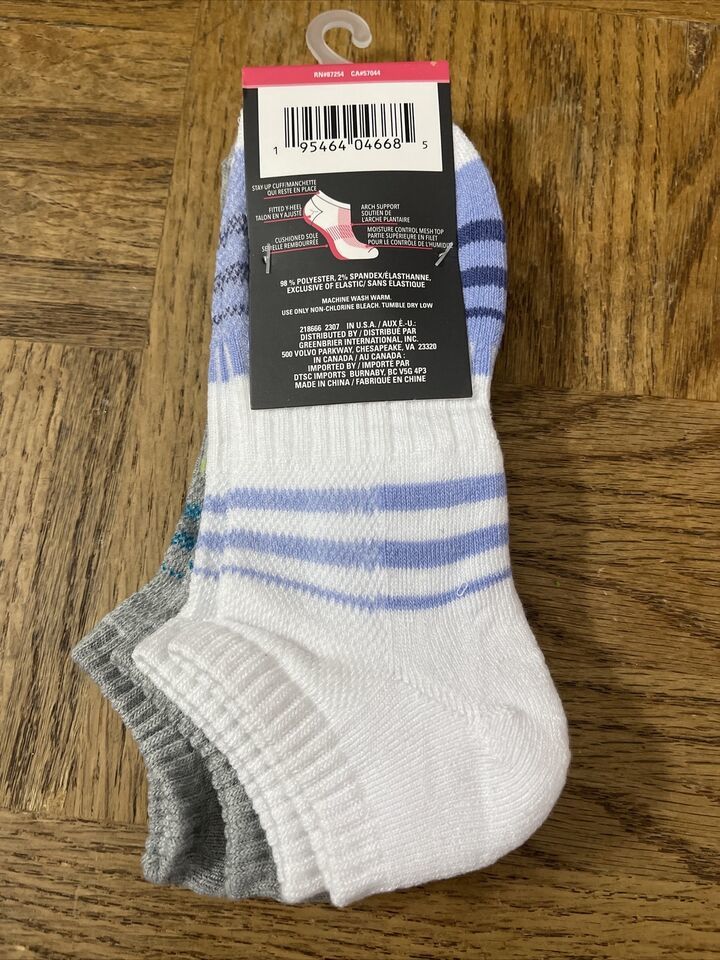 RN#87254 CA#57044
1 95464 04668 5
STAY UP CUFF/MANCHETTE
QUI RESTE EN PLACE
FITTED Y-HEEL
TALON EN Y AJUSTÉ
CUSHIONED SOLE
SEMELLE REMBOURRÉE
ARCH SUPPORT
SOUTIEN DE
L'ARCHE PLANTAIRE
MOISTURE CONTROL MESH TOP
PARTIE SUPÉRIEURE EN FILET
POUR LE CONTRÔLE DE L'HUMIDITÉ
98 % POLYESTER, 2% SPANDEX/ÉLASTHANNE,
EXCLUSIVE OF ELASTIC/ SANS ÉLASTIQUE
MACHINE WASH WARM.
USE ONLY NON-CHLORINE BLEACH. TUMBLE DRY LOW
218666 2307 IN U.S.A. / AUX É.-U.:
DISTRIBUTED BY / DISTRIBUÉ PAR
GREENBRIER INTERNATIONAL, INC.
500 VOLVO PARKWAY, CHESAPEAKE, VA 23320
IN CANADA / AU CANADA :
IMPORTED BY / IMPORTÉ PAR
DTSC IMPORTS BURNABY, BC V5G 4P3
MADE IN CHINA / FABRIQUÉ EN CHINE